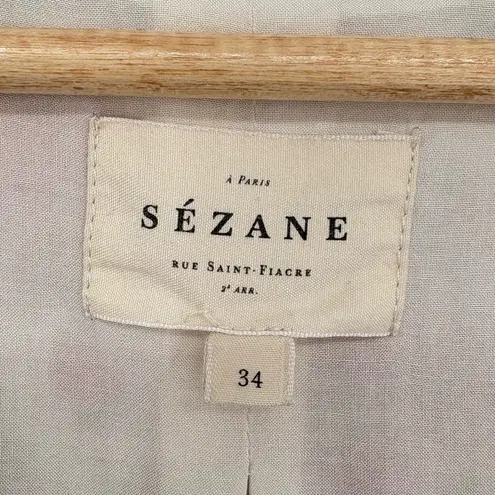 À PARIS
SÉZANE
RUE SAINT-FIACRE
2ᵉ ARR.
34